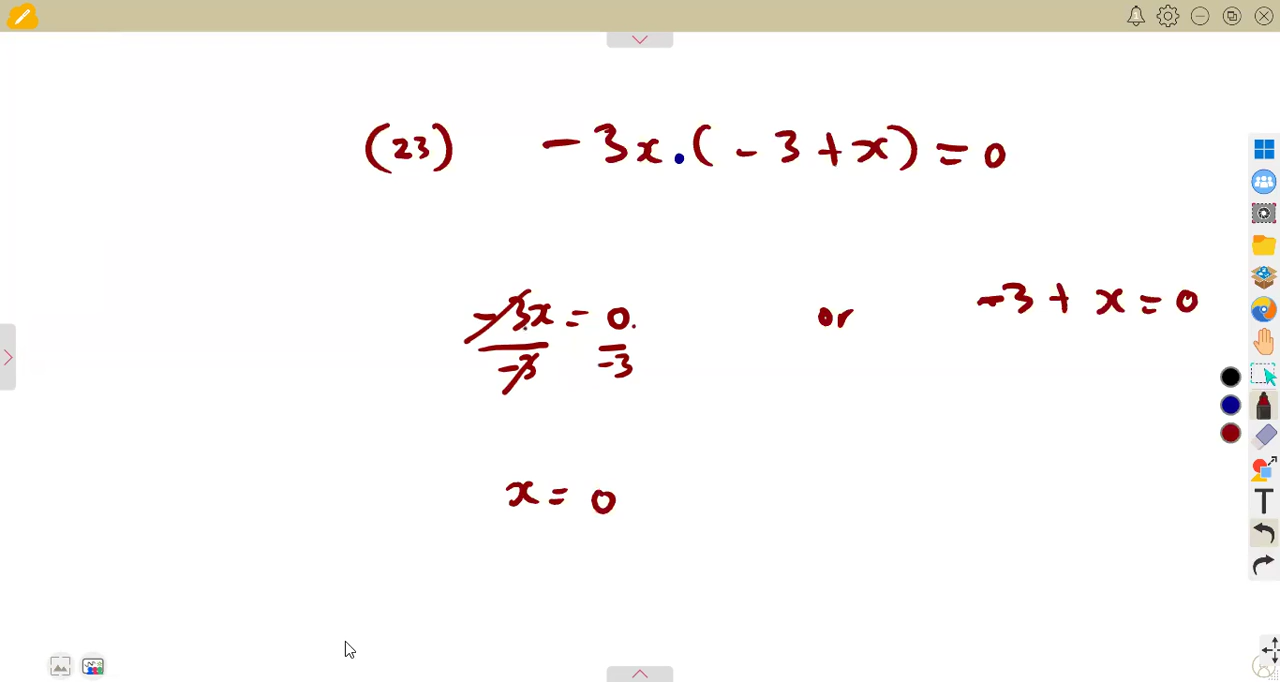 (23) -3x·(-3+x)=0
-3x = 0. or -3+x=0
-3 -3
x = 0
T